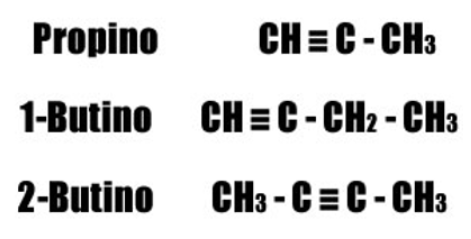 Propino CH ≡ C - CH₃
1-Butino CH ≡ C - CH₂ - CH₃
2-Butino CH₃ - C ≡ C - CH₃